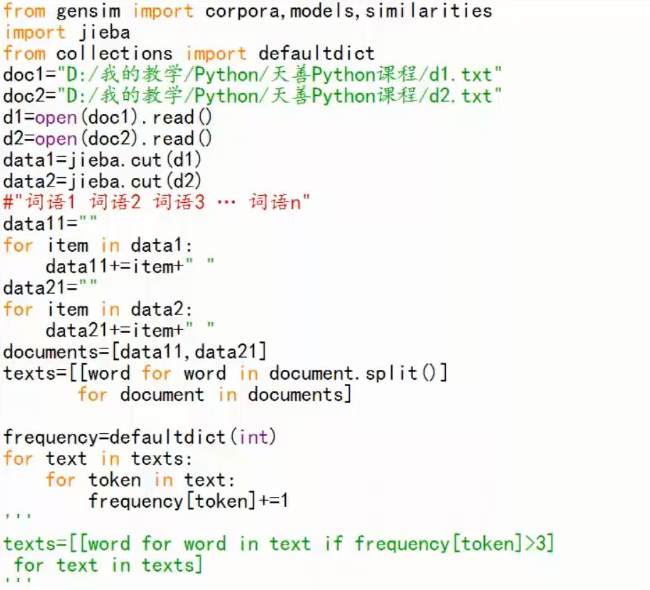 from gensim import corpora,models,similarities
import jieba
from collections import defaultdict
doc1="D:/我的教学/Python/天善Python课程/d1.txt"
doc2="D:/我的教学/Python/天善Python课程/d2.txt"
d1=open(doc1).read()
d2=open(doc2).read()
data1=jieba.cut(d1)
data2=jieba.cut(d2)
#"词语1 词语2 词语3 … 词语n"
data11=""
for item in data1:
    data11+=item+" "
data21=""
for item in data2:
    data21+=item+" "
documents=[data11,data21]
texts=[[word for word in document.split()]
       for document in documents]

frequency=defaultdict(int)
for text in texts:
    for token in text:
        frequency[token]+=1
'''
texts=[[word for word in text if frequency[token]>3]
 for text in texts]
'''